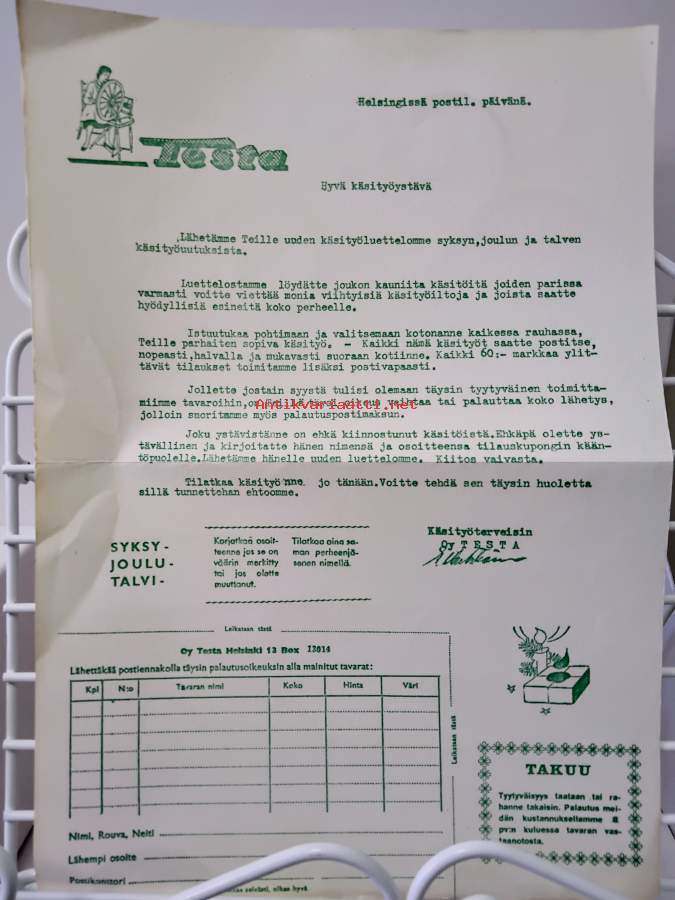 Helsingissä postil. päivänä.
Testa
Hyvä käsityöystävä
Lähetämme Teille uuden käsityöluettelomme syksyn,joulun ja talven
käsityöuutuksista.
Luettelostamme löydätte joukon kauniita käsitöitä joiden parissa
varmasti voitte viettää monia viihtyisiä käsityöiltoja ja joista saatte
hyödyllisiä esineitä koko perheelle.
Istuutukaa pohtimaan ja valitsemaan kotonanne kaikessa rauhassa,
Teille parhaiten sopiva käsityö. - Kaikki nämä käsityöt saatte postitse,
nopeasti,halvalla ja mukavasti suoraan kotiinne. Kaikki 60:- markkaa ylit-
tävät tilaukset toimitamme lisäksi postivapaasti.
Jollette jostain syystä tulisi olemaan täysin tyytyväinen toimitta-
miimme tavaroihin, vaihtaa tai palauttaa koko lähetys,
Antikvariaatti.net
jolloin suoritamme myös palautuspostimaksun.
Joku ystävistänne on ehkä kiinnostunut käsitöistä.Ehkäpä olette ys-
tävällinen ja kirjoitatte hänen nimensä ja osoitteensa tilauskupongin kään-
töpuolelle.Lähetämme hänelle uuden luettelomme. Kiitos vaivasta.
Tilatkaa käsityönne jo tänään.Voitte tehdä sen täysin huoletta
sillä tunnettehan ehtoomme.
SYKSY-
JOULU-
TALVI-
Korjatkaa osoit-
teenne jos se on
väärin merkitty
tai jos olette
muuttanut.
Tilatkaa aina sa-
man perheenjä-
senen nimellä.
Käsityöterveisin
Oy TESTA
Leikataan tästä
Oy Testa Helsinki 13 Box 13014
Lähettäkää postiennakolla täysin palautusoikeuksin alla mainitut tavarat:
Kpl N:o Tavaran nimi Koko Hinta Väri
Leikataan tästä
Nimi, Rouva, Neiti
Lähempi osoite
Postikonttori
selvästi, olkaa hyvä
TAKUU
Tyytyväisyys taataan tai ra-
hanne takaisin. Palautus mei-
dän kustannuksellamme 8
pv:n kuluessa tavaran vas-
taanotosta.